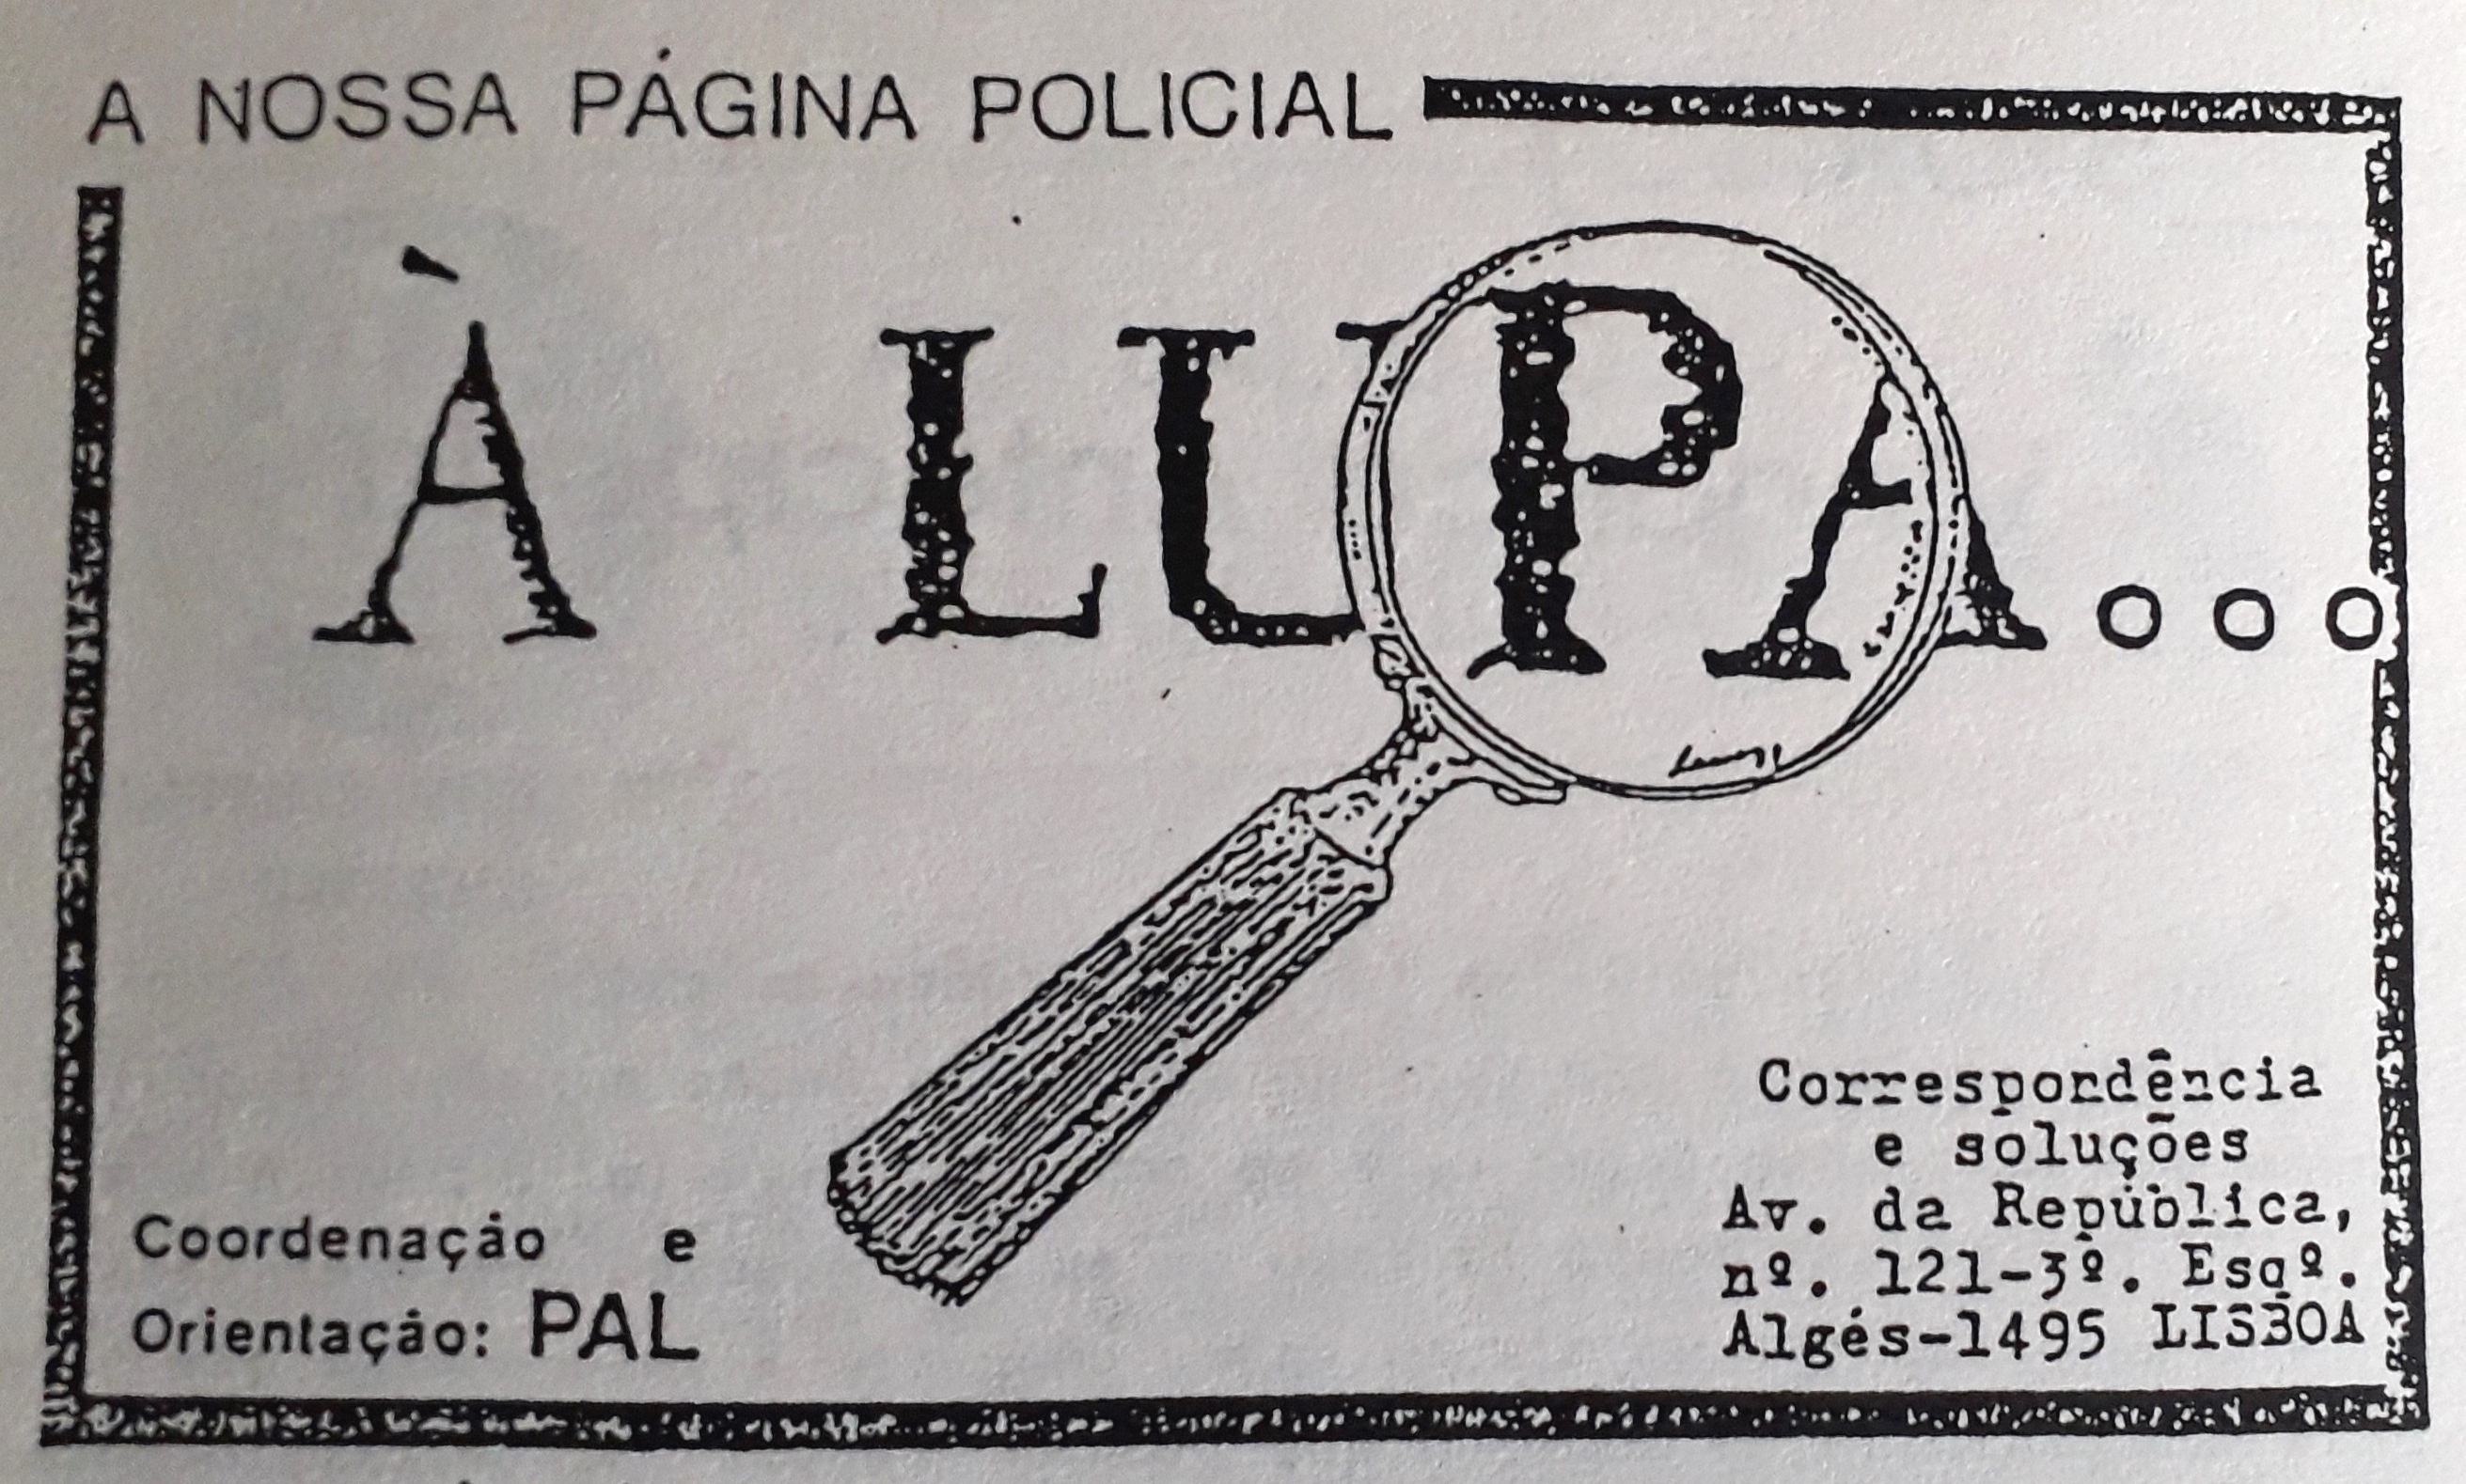 A NOSSA PÁGINA POLICIAL
À LUPA...
Coordenação e
Orientação: PAL
Correspondência
e soluções
Av. da República,
nº. 121-3º. Esqº.
Algés-1495 LISBOA